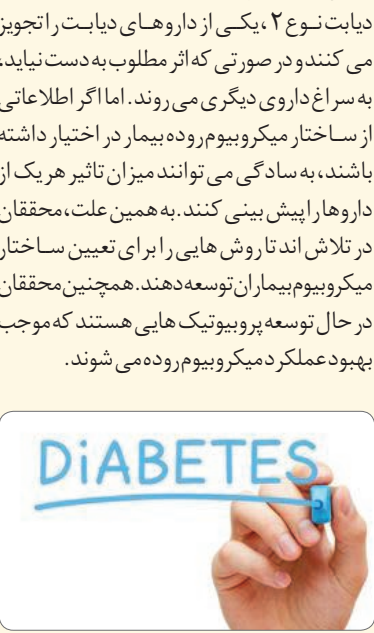 دیابت نوع ۲، یکی از داروهای دیابت را تجویز
می کنند و در صورتی که اثر مطلوب به دست نیاید،
به سراغ داروی دیگری می روند. اما اگر اطلاعاتی
از ساختار میکروبیوم روده بیمار در اختیار داشته
باشند، به سادگی می توانند میزان تاثیر هر یک از
داروها را پیش بینی کنند. به همین علت، محققان
در تلاش اند تا روش هایی را برای تعیین ساختار
میکروبیوم بیماران توسعه دهند. همچنین محققان
در حال توسعه پروبیوتیک هایی هستند که موجب
بهبود عملکرد میکروبیوم روده می شوند.
DiABETES